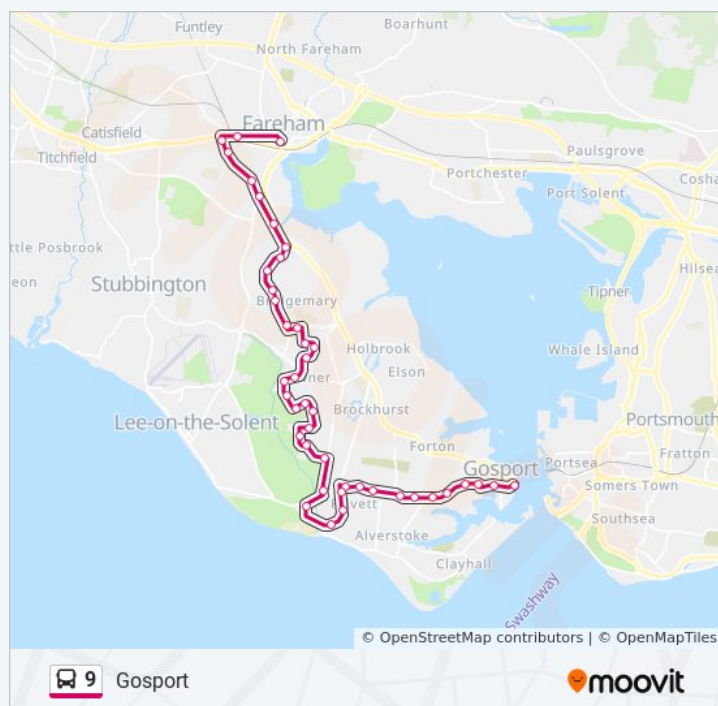 Funtley
Boarhunt
North Fareham
Fareham
Catisfield
Titchfield
Paulsgrove
Portchester
Cosha
Port Solent
ttle Posbrook
Hilsea
eon
Stubbington
Tipner
Bridgemary
Whale Island
Holbrook
Elson
ner
Brockhurst
Lee-on-the-Solent
Portsmouth
Forton
Gosport
Portsea
Fratton
Somers Town
Southsea
Alverstoke
Clayhall
Swashway
© OpenStreetMap contributors | © OpenMapTiles
9 Gosport
moovit